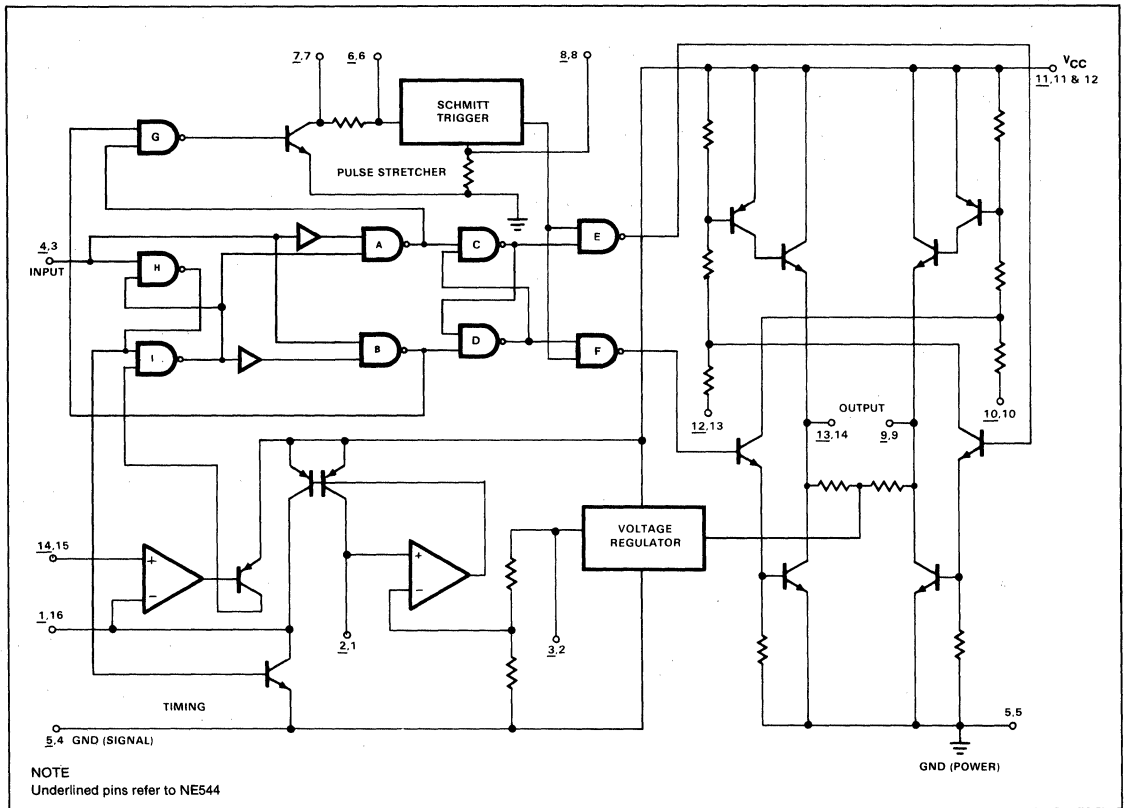 7,7
6,6
8,8
VCC
11,11 & 12
SCHMITT
TRIGGER
G
PULSE STRETCHER
4,3
INPUT
H
A
C
E
I
B
D
F
12,13
OUTPUT
13,14
9,9
10,10
14,15
+
−
1,16
+
−
2,1
3,2
VOLTAGE
REGULATOR
TIMING
5,4 GND (SIGNAL)
5,5
GND (POWER)
NOTE
Underlined pins refer to NE544